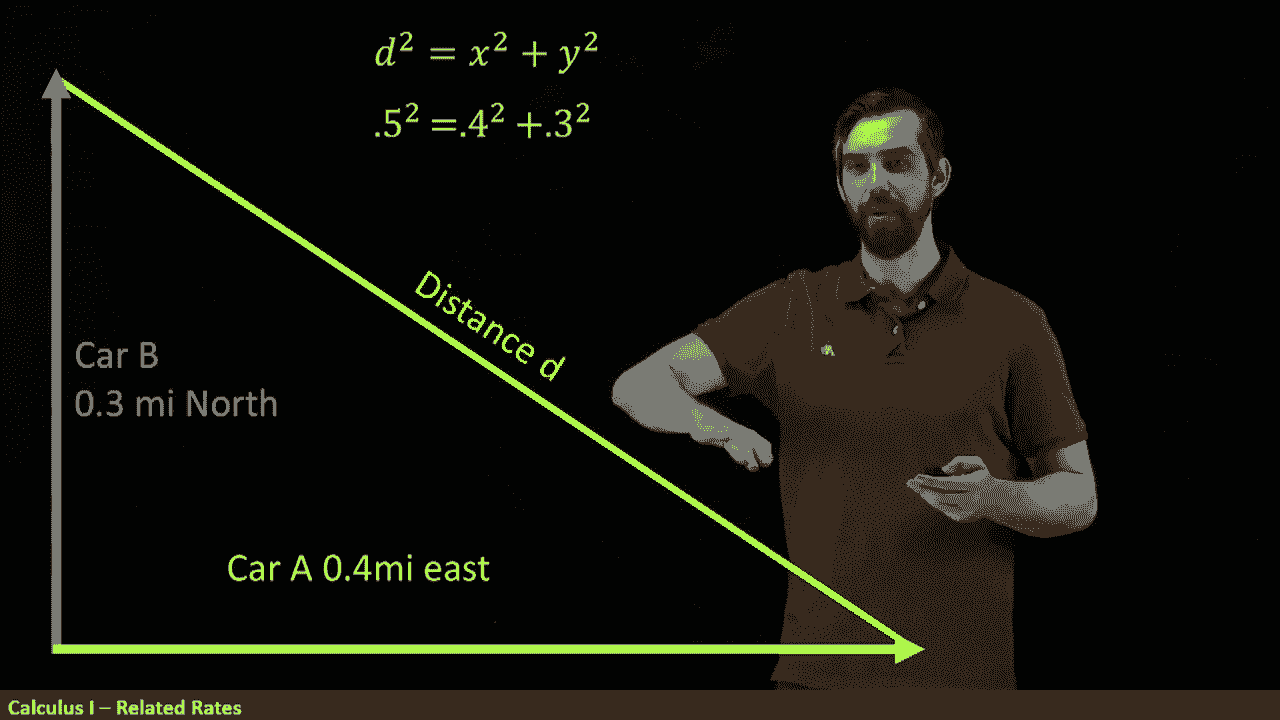 d² = x² + y²
.5² =.4² +.3²
Distance d
Car B
0.3 mi North
Car A 0.4mi east
Calculus I – Related Rates